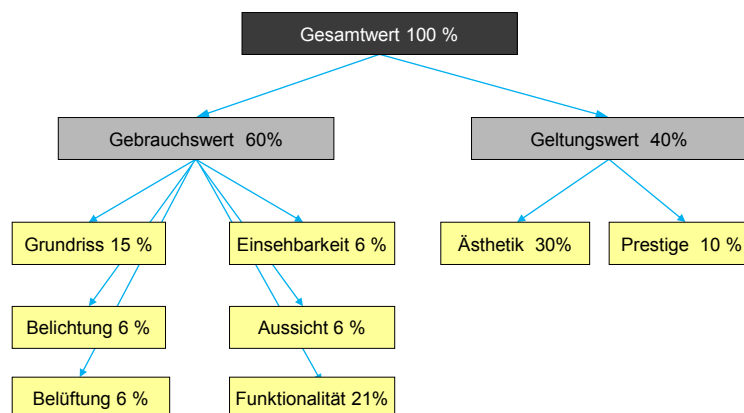 Gesamtwert 100 %
Gebrauchswert 60%
Geltungswert 40%
Grundriss 15 %
Einsehbarkeit 6 %
Ästhetik 30%
Prestige 10 %
Belichtung 6 %
Aussicht 6 %
Belüftung 6 %
Funktionalität 21%